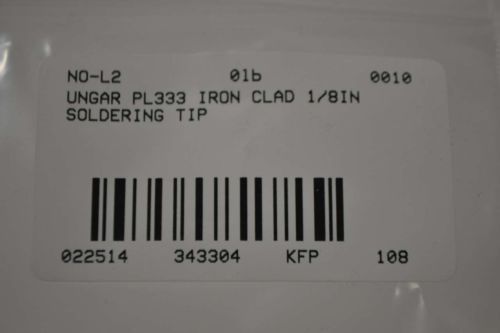 NO-L2 01b 0010
UNGAR PL333 IRON CLAD 1/8IN
SOLDERING TIP
022514 343304 KFP 108